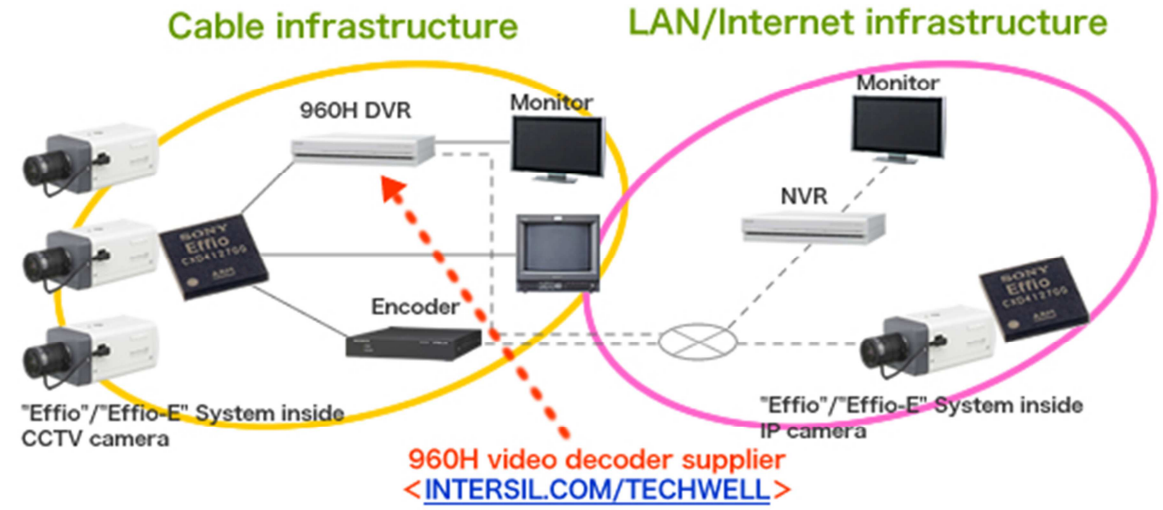 Cable infrastructure
LAN/Internet infrastructure
960H DVR
Monitor
Monitor
NVR
SONY
Effio
CXD4127GG
Encoder
SONY
Effio
CXD4127GG
"Effio"/"Effio-E" System inside
CCTV camera
"Effio"/"Effio-E" System inside
IP camera
960H video decoder supplier
<INTERSIL.COM/TECHWELL>